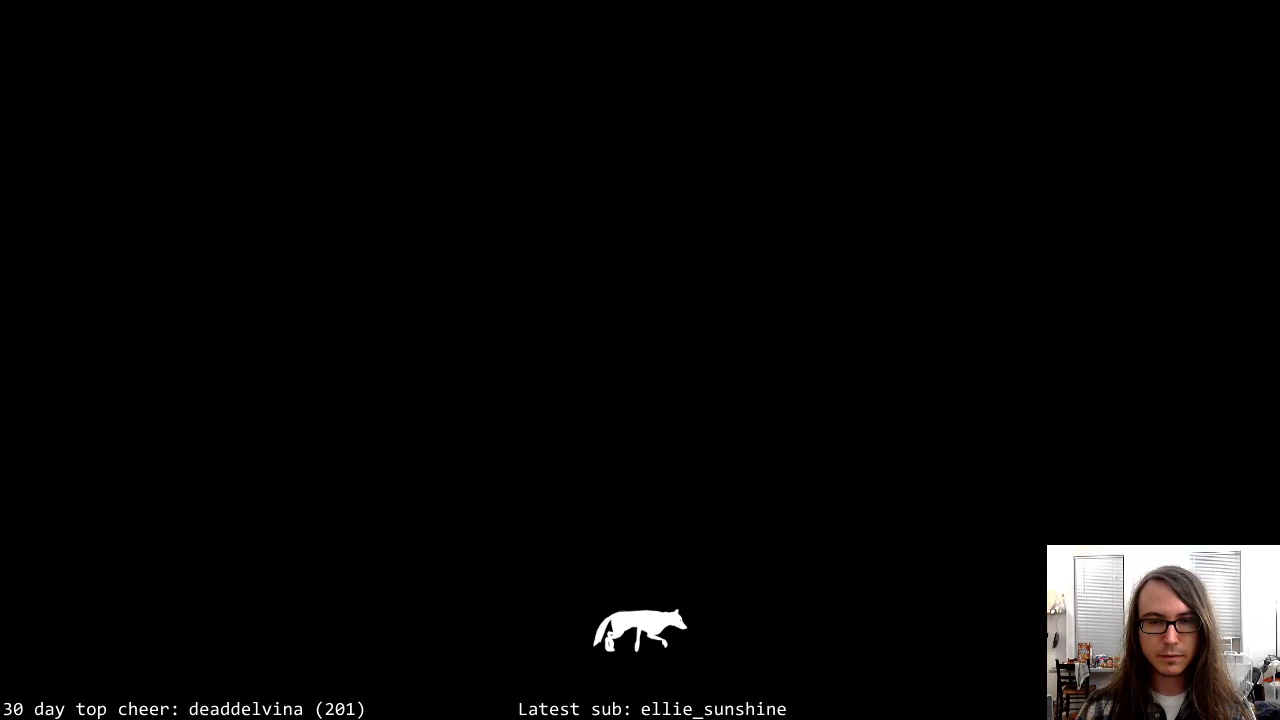 30 day top cheer: deaddelvina (201)
Latest sub: ellie_sunshine